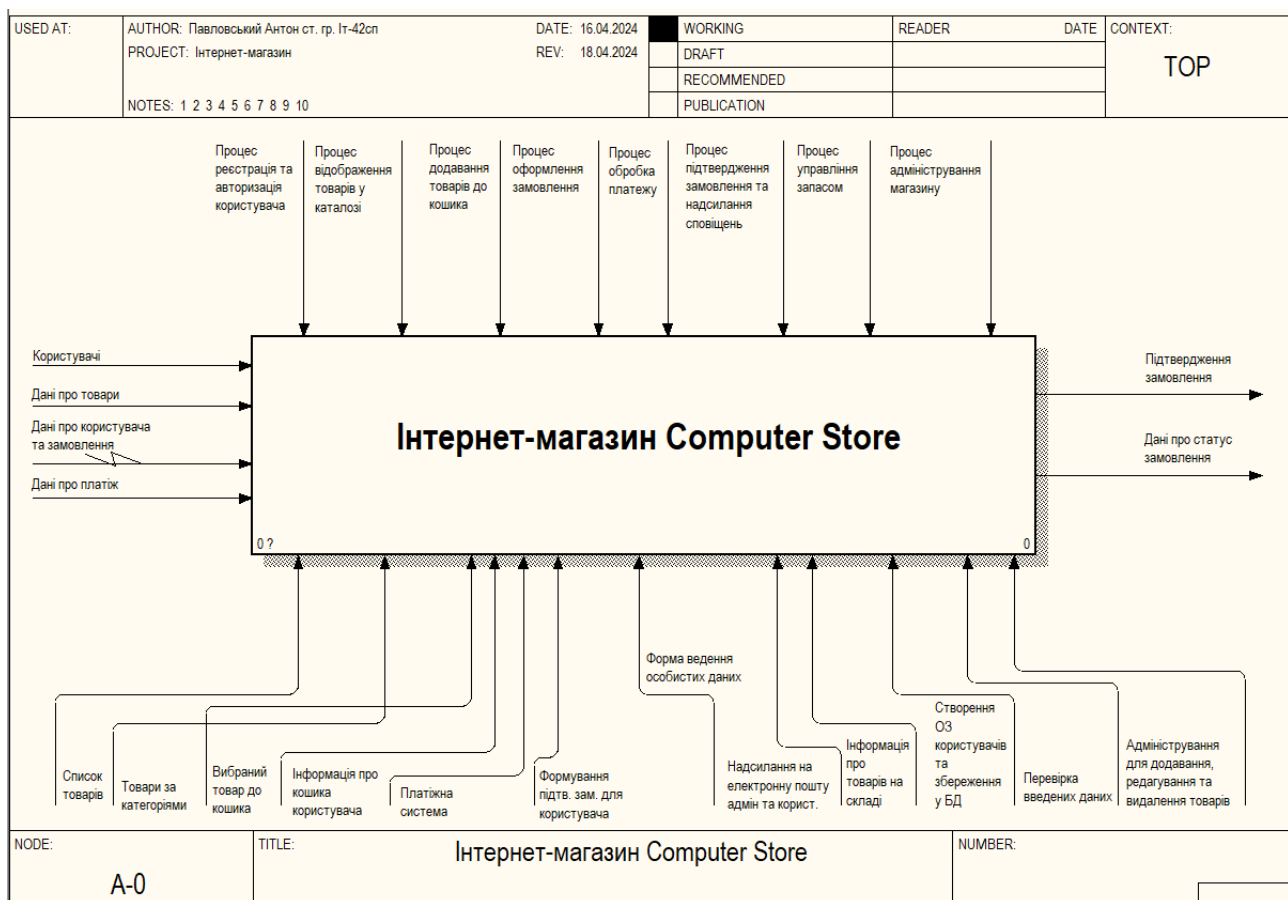 USED AT:
AUTHOR: Павловський Антон ст. гр. Іт-42сп
DATE: 16.04.2024
PROJECT: Інтернет-магазин
REV: 18.04.2024
NOTES: 1 2 3 4 5 6 7 8 9 10
WORKING
DRAFT
RECOMMENDED
PUBLICATION
READER
DATE
CONTEXT:
TOP
Процес
реєстрація та
авторизація
користувача
Процес
відображення
товарів у
каталозі
Процес
додавання
товарів до
кошика
Процес
оформлення
замовлення
Процес
обробка
платежу
Процес
підтвердження
замовлення та
надсилання
сповіщень
Процес
управління
запасом
Процес
адміністрування
магазину
Користувачі
Дані про товари
Дані про користувача
та замовлення
Дані про платіж
Інтернет-магазин Computer Store
0 ?
0
Підтвердження
замовлення
Дані про статус
замовлення
Список
товарів
Товари за
категоріями
Вибраний
товар до
кошика
Інформація про
кошика
користувача
Платіжна
система
Формування
підтв. зам. для
користувача
Форма ведення
особистих даних
Надсилання на
електронну пошту
адмін та корист.
Інформація
про
товарів на
складі
Створення
ОЗ
користувачів
та
збереження
у БД
Перевірка
введених даних
Адміністрування
для додавання,
редагування та
видалення товарів
NODE:
A-0
TITLE:
Інтернет-магазин Computer Store
NUMBER: